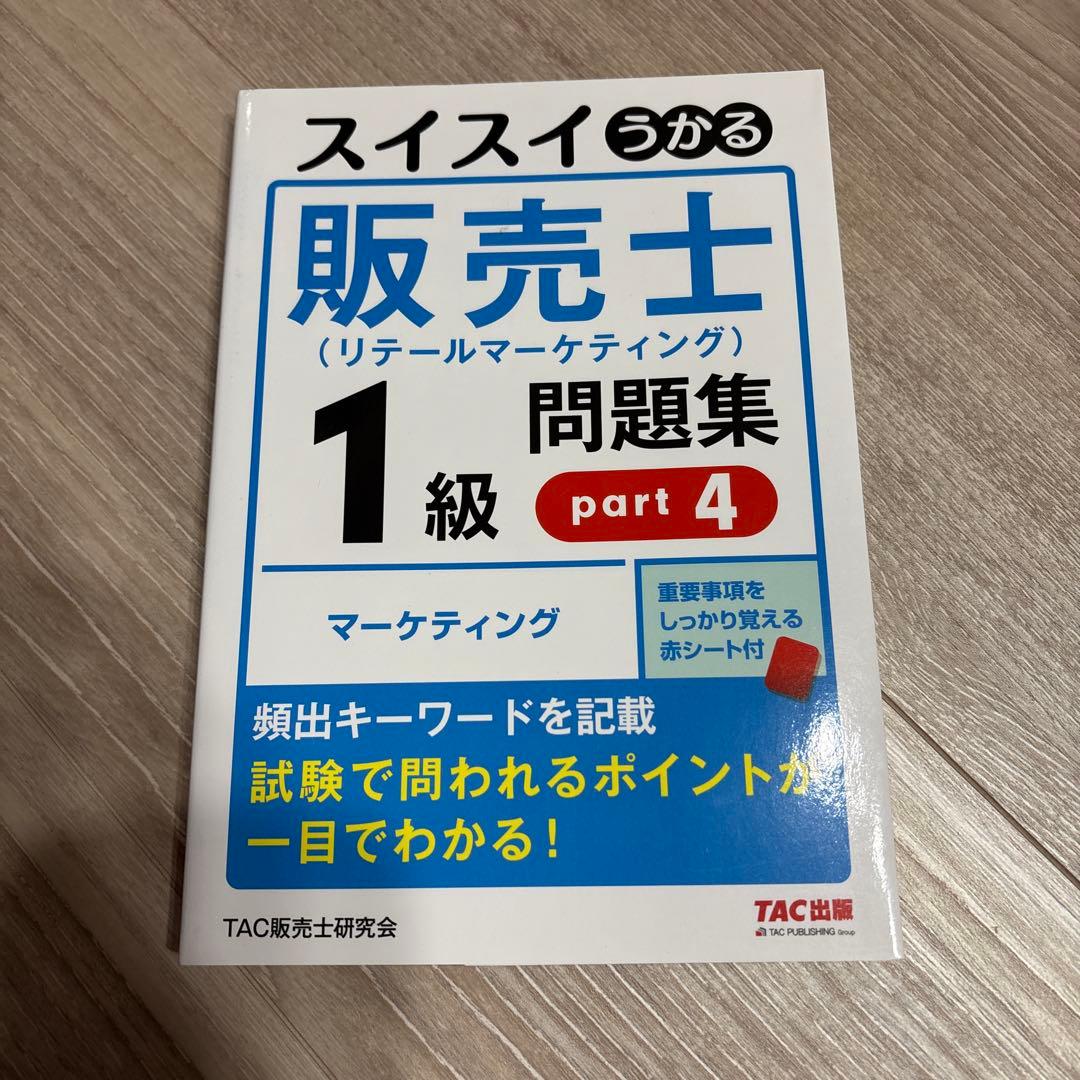 スイスイうかる
販売士
（リテールマーケティング）
1級 問題集
part 4
マーケティング
重要事項を
しっかり覚える
赤シート付
頻出キーワードを記載
試験で問われるポイントが
一目でわかる！
TAC販売士研究会
TAC出版
TAC PUBLISHING Group